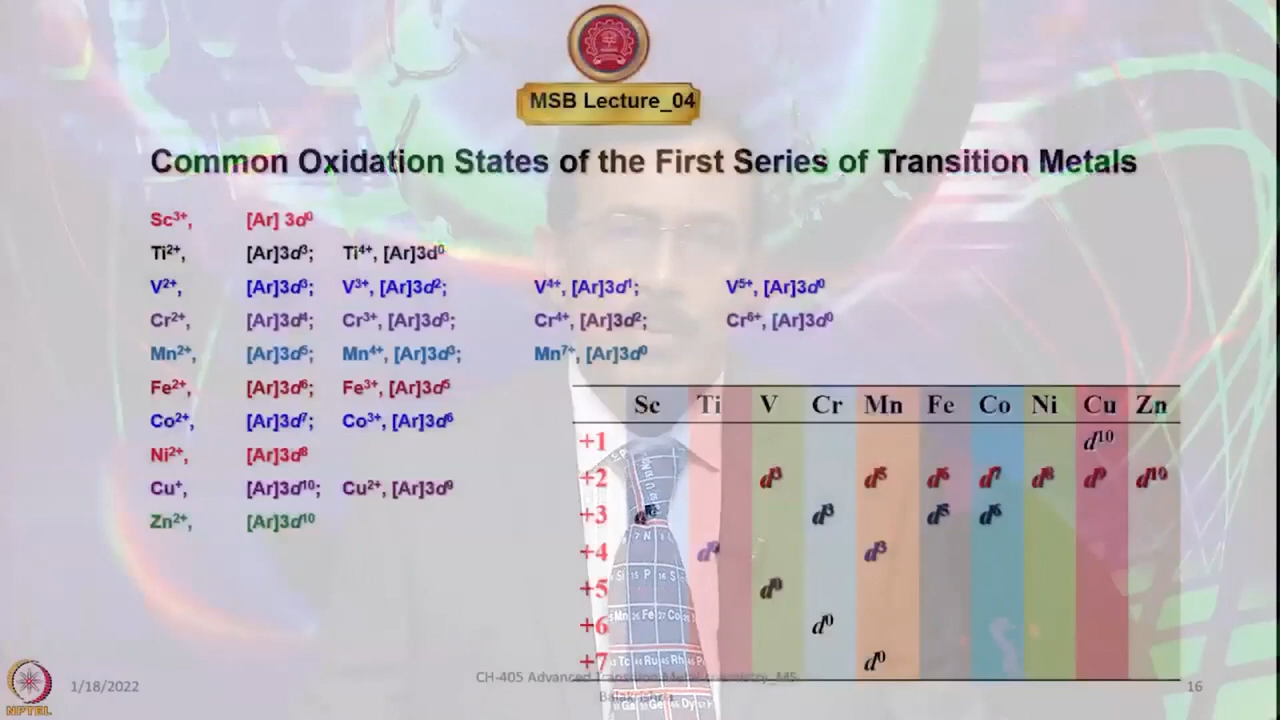 MSB Lecture_04
Common Oxidation States of the First Series of Transition Metals
Sc³⁺, [Ar] 3d⁰
Ti²⁺, [Ar]3d³; Ti⁴⁺, [Ar]3d⁰
V²⁺, [Ar]3d³; V³⁺, [Ar]3d²; V⁴⁺, [Ar]3d¹; V⁵⁺, [Ar]3d⁰
Cr²⁺, [Ar]3d⁴; Cr³⁺, [Ar]3d³; Cr⁴⁺, [Ar]3d²; Cr⁶⁺, [Ar]3d⁰
Mn²⁺, [Ar]3d⁵; Mn⁴⁺, [Ar]3d³; Mn⁷⁺, [Ar]3d⁰
Fe²⁺, [Ar]3d⁶; Fe³⁺, [Ar]3d⁵
Co²⁺, [Ar]3d⁷; Co³⁺, [Ar]3d⁶
Ni²⁺, [Ar]3d⁸
Cu⁺, [Ar]3d¹⁰; Cu²⁺, [Ar]3d⁹
Zn²⁺, [Ar]3d¹⁰
Sc Ti V Cr Mn Fe Co Ni Cu Zn
+1 d¹⁰
+2 d³ d⁵ d⁶ d⁷ d⁸ d⁹ d¹⁰
+3 d³ d⁵ d⁶
+4 d⁰ d³
+5 d⁰
+6 d⁰
+7 d⁰
1/18/2022
CH-405 Advanced
16
NPTEL